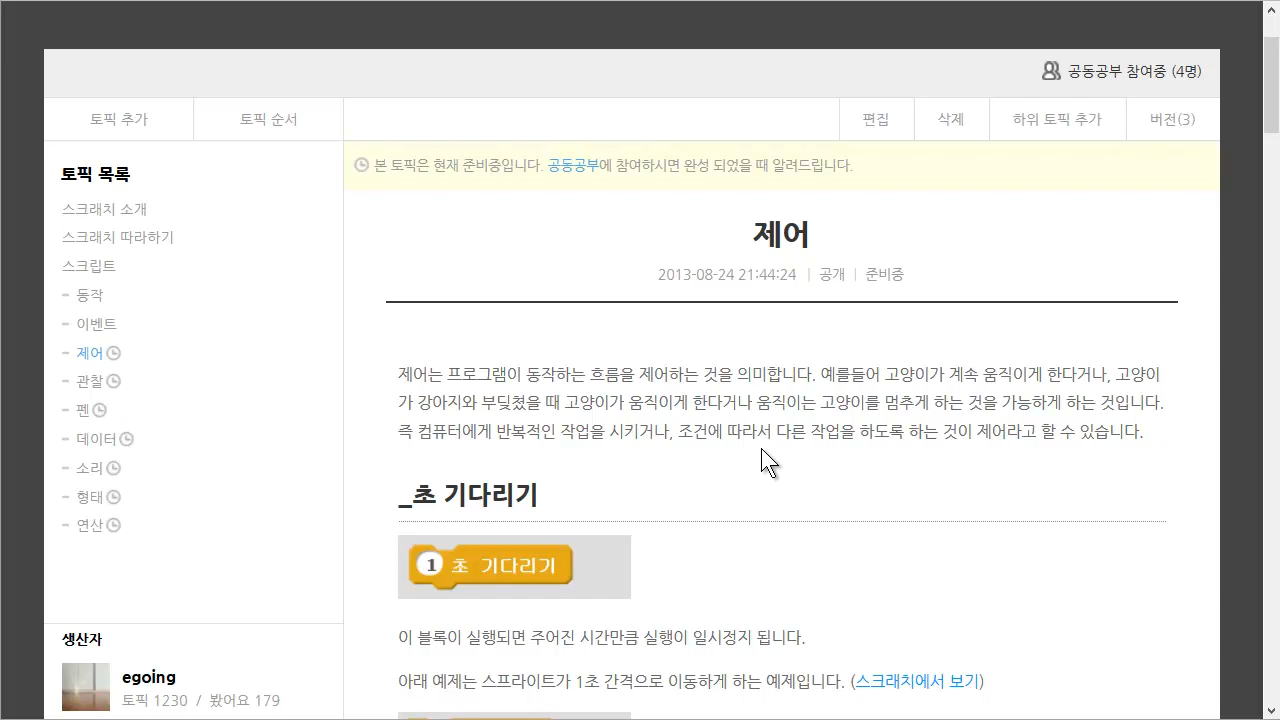 공동공부 참여중 (4명)
토픽 추가
토픽 순서
편집
삭제
하위 토픽 추가
버전(3)
토픽 목록
스크래치 소개
스크래치 따라하기
스크립트
- 동작
- 이벤트
- 제어
- 관찰
- 펜
- 데이터
- 소리
- 형태
- 연산
생산자
egoing
토픽 1230 / 봤어요 179
본 토픽은 현재 준비중입니다. 공동공부에 참여하시면 완성 되었을 때 알려드립니다.
제어
2013-08-24 21:44:24 | 공개 | 준비중
제어는 프로그램이 동작하는 흐름을 제어하는 것을 의미합니다. 예를들어 고양이가 계속 움직이게 한다거나, 고양이
가 강아지와 부딪쳤을 때 고양이가 움직이게 한다거나 움직이는 고양이를 멈추게 하는 것을 가능하게 하는 것입니다.
즉 컴퓨터에게 반복적인 작업을 시키거나, 조건에 따라서 다른 작업을 하도록 하는 것이 제어라고 할 수 있습니다.
_초 기다리기
1 초 기다리기
이 블록이 실행되면 주어진 시간만큼 실행이 일시정지 됩니다.
아래 예제는 스프라이트가 1초 간격으로 이동하게 하는 예제입니다. (스크래치에서 보기)